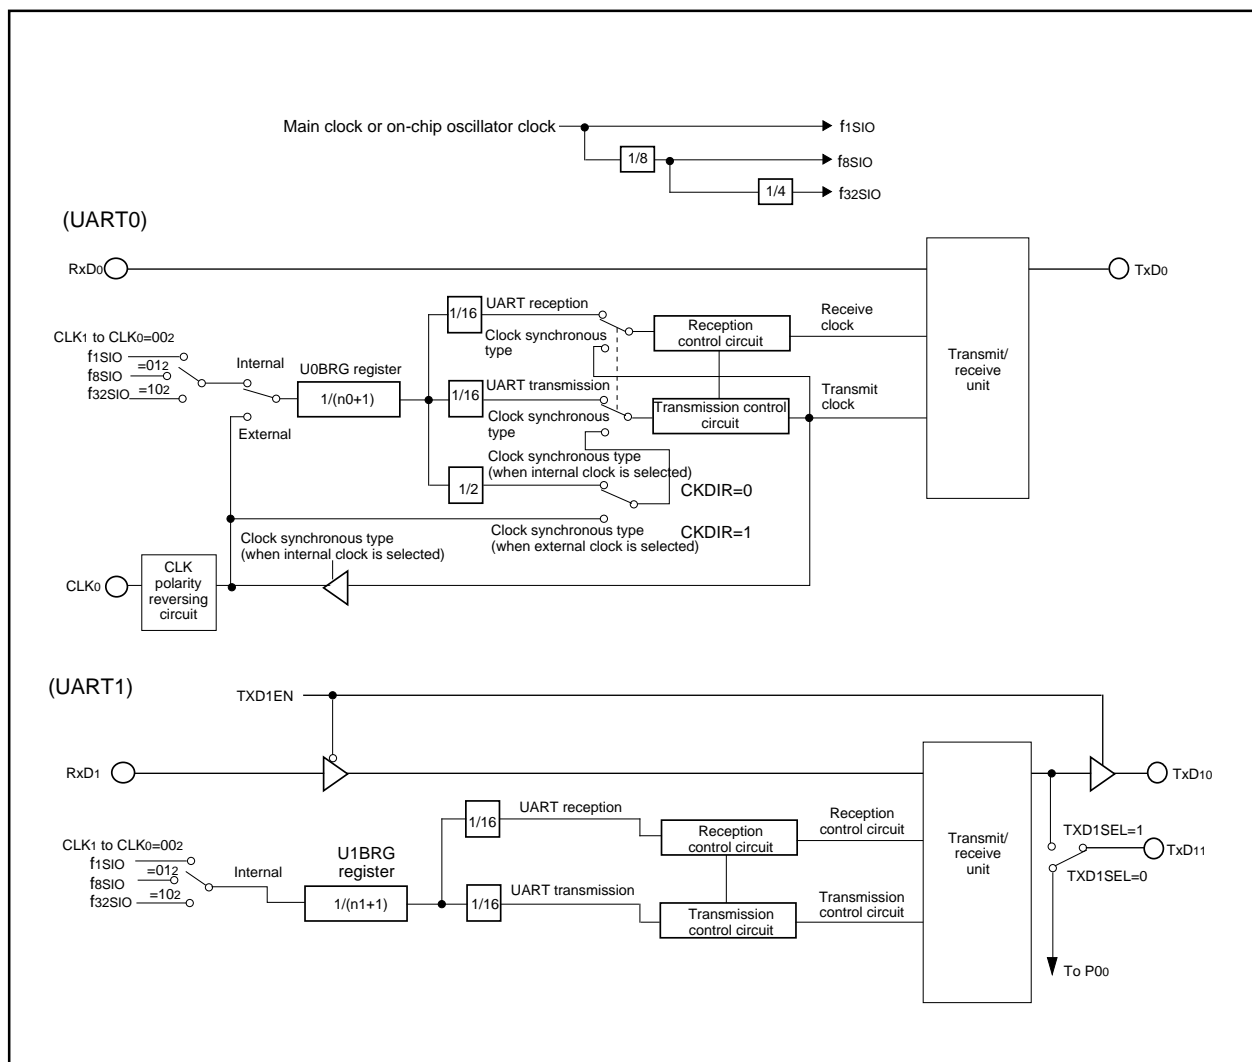 Main clock or on-chip oscillator clock
f1SIO
1/8
f8SIO
1/4
f32SIO
(UART0)
RxD0
TxD0
CLK1 to CLK0=002
f1SIO
=012
f8SIO
=102
f32SIO
Internal
External
U0BRG register
1/(n0+1)
1/16
UART reception
Clock synchronous
type
Reception
control circuit
Receive
clock
1/16
UART transmission
Clock synchronous
type
Transmission control
circuit
Transmit
clock
Transmit/
receive
unit
Clock synchronous type
(when internal clock is selected)
1/2
CKDIR=0
CKDIR=1
Clock synchronous type
(when external clock is selected)
Clock synchronous type
(when internal clock is selected)
CLK0
CLK
polarity
reversing
circuit
(UART1)
TXD1EN
RxD1
TxD10
1/16
UART reception
Reception
control circuit
Reception
control circuit
Transmit/
receive
unit
TXD1SEL=1
TxD11
TXD1SEL=0
CLK1 to CLK0=002
f1SIO
=012
f8SIO
=102
f32SIO
Internal
U1BRG
register
1/(n1+1)
1/16
UART transmission
Transmission
control circuit
Transmission
control circuit
To P00